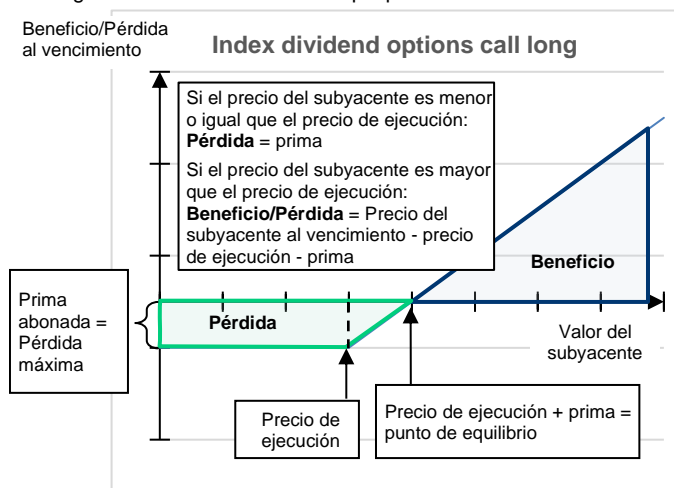 Beneficio/Pérdida
al vencimiento
Index dividend options call long
Si el precio del subyacente es menor
o igual que el precio de ejecución:
Pérdida = prima
Si el precio del subyacente es mayor
que el precio de ejecución:
Beneficio/Pérdida = Precio del
subyacente al vencimiento - precio
de ejecución - prima
Beneficio
Prima
abonada =
Pérdida
máxima
Pérdida
Valor del
subyacente
Precio de
ejecución
Precio de ejecución + prima =
punto de equilibrio